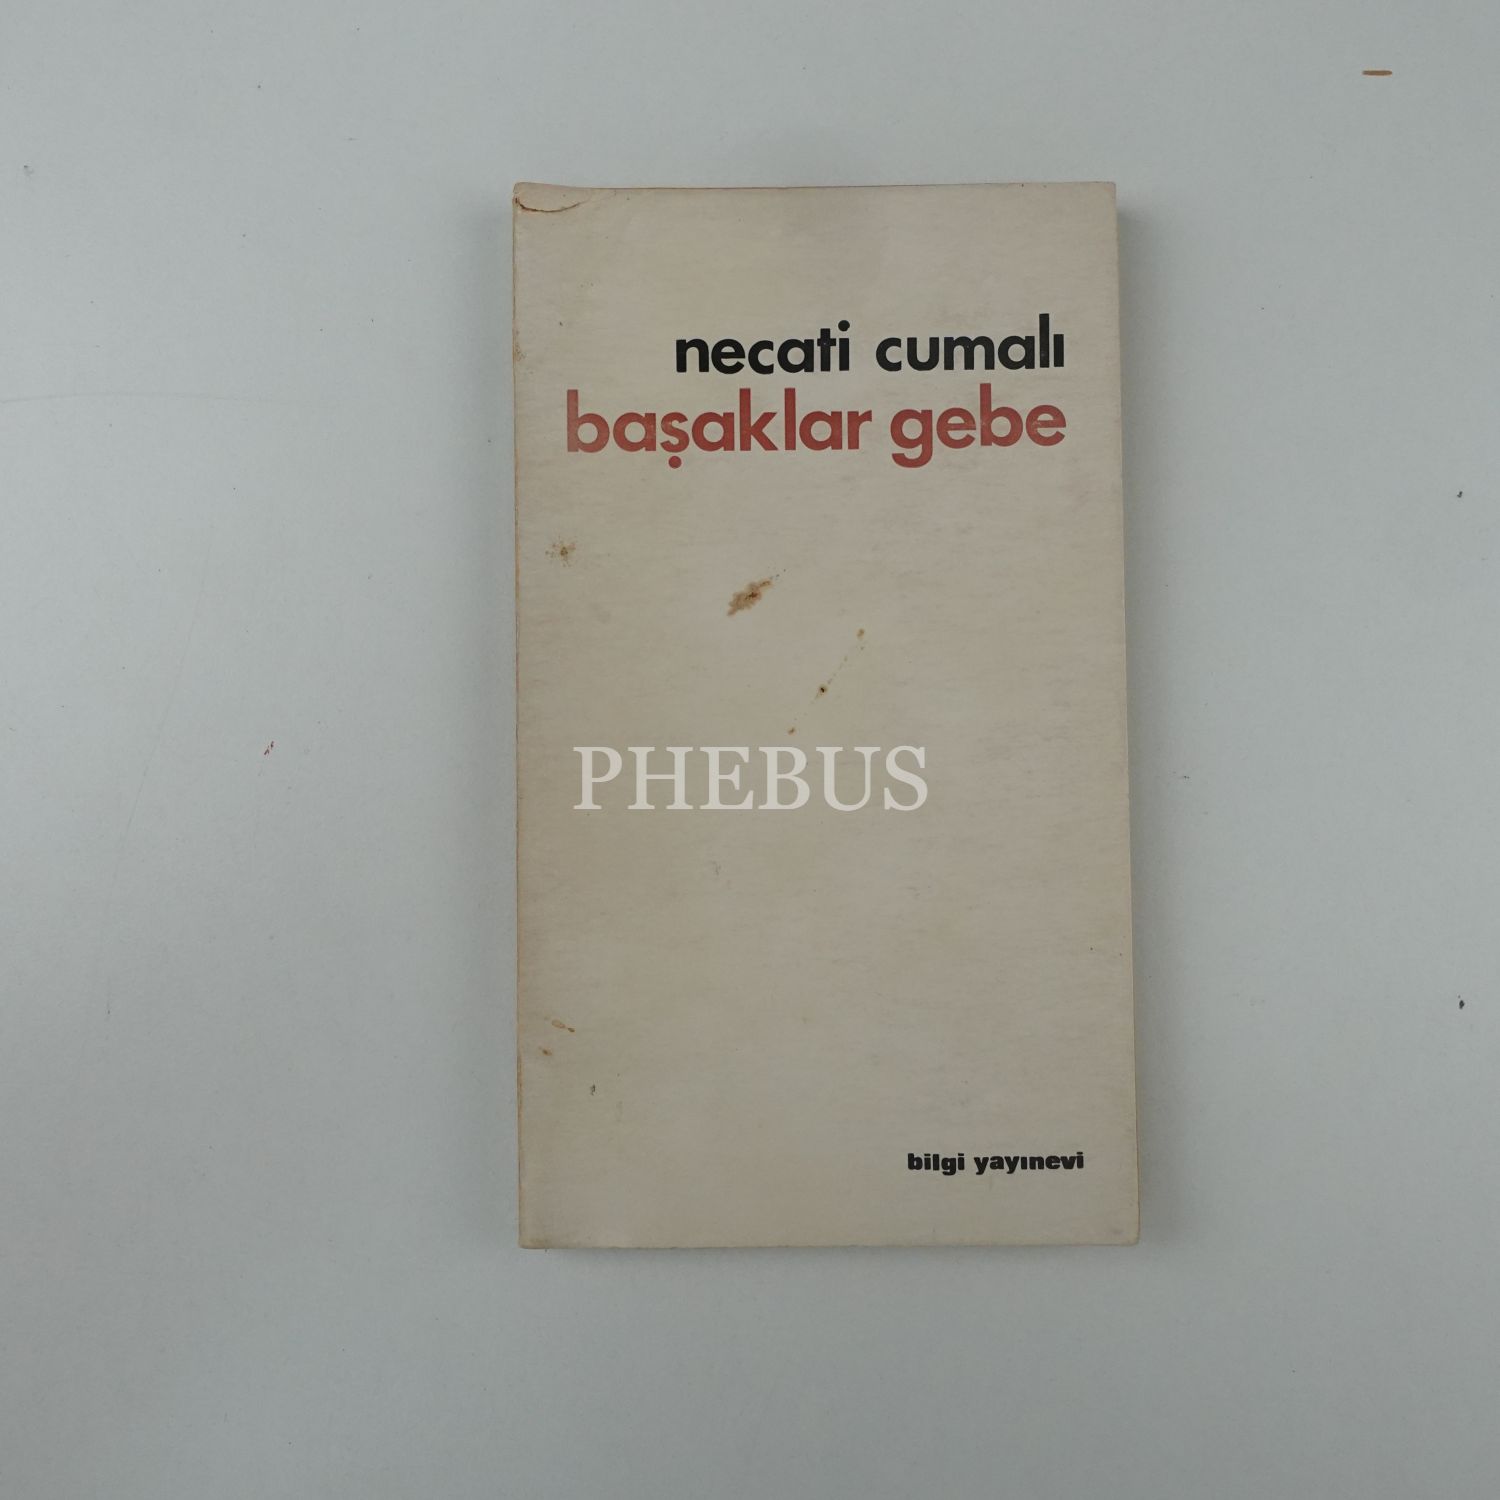 necati cumalı
başaklar gebe
PHEBUS
bilgi yayınevi